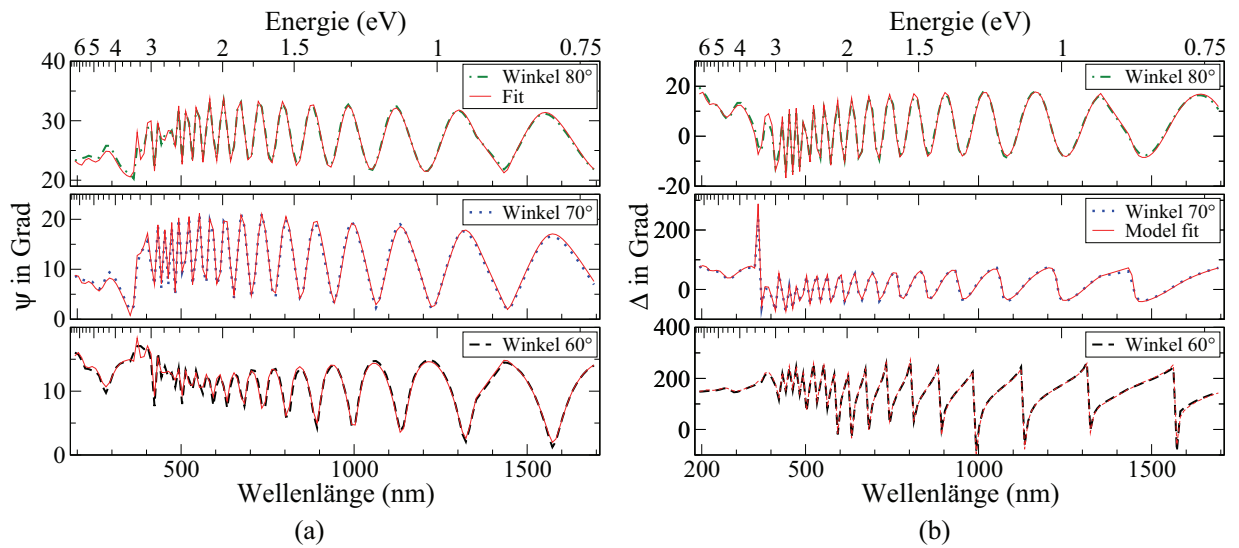 Energie (eV)
6 5 4 3 2 1.5 1 0.75
40
30
20
Winkel 80°
Fit
20
10
0
Winkel 70°
10
0
Winkel 60°
ψ in Grad
500 1000 1500
Wellenlänge (nm)
(a)
Energie (eV)
6 5 4 3 2 1.5 1 0.75
20
0
-20
Winkel 80°
200
0
Winkel 70°
Model fit
400
200
0
Winkel 60°
Δ in Grad
200 500 1000 1500
Wellenlänge (nm)
(b)